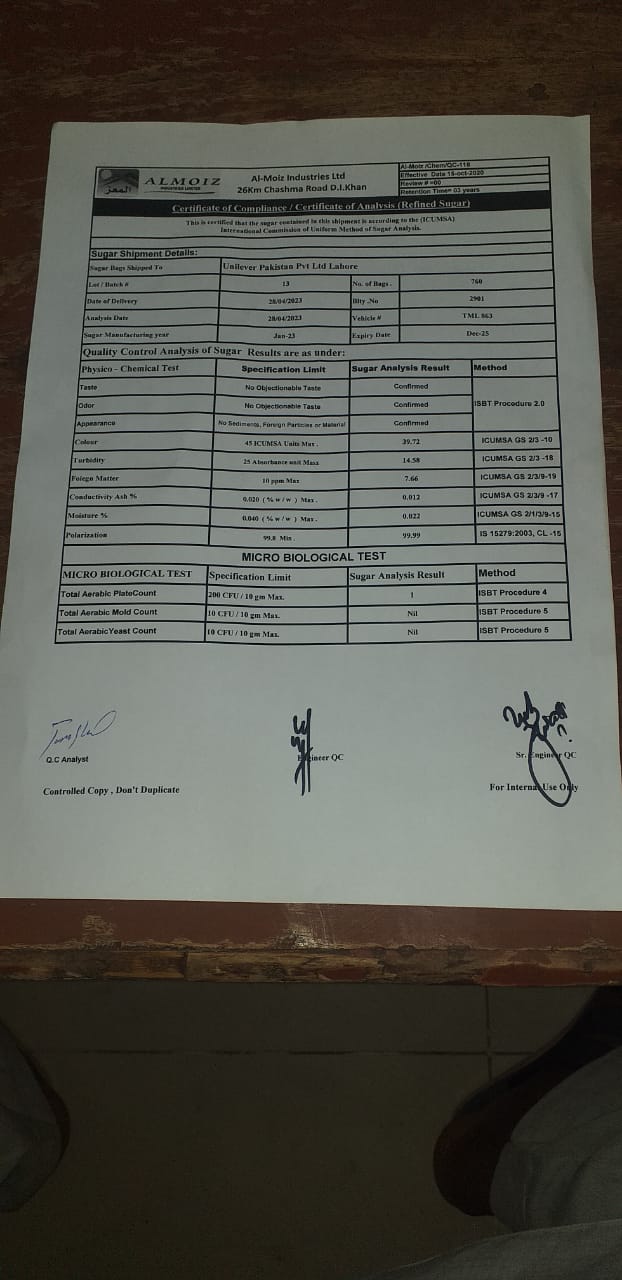 المعز
ALMOIZ
INDUSTRIES LIMITED
Al-Moiz Industries Ltd
26Km Chashma Road D.I.Khan
Al-Moiz /Chem/QC-118
Effective Date 15-oct-2020
Review # =00
Retention Time= 03 years
Certificate of Compliance / Certificate of Analysis (Refined Sugar)
This is certified that the sugar contained in this shipment is according to the (ICUMSA)
International Commission of Uniform Method of Sugar Analysis.
Sugar Shipment Details:
Sugar Bags Shipped To Unilever Pakistan Pvt Ltd Lahore
Lot / Batch # 13 No. of Bags . 760
Date of Delivery 28/04/2023 Blty .No 2901
Analysis Date 28/04/2023 Vehicle # TML 863
Sugar Manufacturing year Jan-23 Expiry Date Dec-25
Quality Control Analysis of Sugar Results are as under:
Physico - Chemical Test Specification Limit Sugar Analysis Result Method
Taste No Objectionable Taste Confirmed
Odor No Objectionable Taste Confirmed ISBT Procedure 2.0
Appearance No Sediments, Foreign Particles or Material Confirmed
Colour 45 ICUMSA Units Max . 39.72 ICUMSA GS 2/3 -10
Turbidity 25 Absorbance unit Maxs 14.58 ICUMSA GS 2/3 -18
Foiegn Matter 10 ppm Max 7.66 ICUMSA GS 2/3/9-19
Conductivity Ash % 0.020 ( % w / w ) Max . 0.012 ICUMSA GS 2/3/9 -17
Moisture % 0.040 ( % w / w ) Max . 0.022 ICUMSA GS 2/1/3/9-15
Polarization 99.8 Min . 99.99 IS 15279:2003, CL -15
MICRO BIOLOGICAL TEST
MICRO BIOLOGICAL TEST Specification Limit Sugar Analysis Result Method
Total Aerabic PlateCount 200 CFU / 10 gm Max. 1 ISBT Procedure 4
Total Aerabic Mold Count 10 CFU / 10 gm Max. Nil ISBT Procedure 5
Total AerabicYeast Count 10 CFU / 10 gm Max. Nil ISBT Procedure 5
Q.C Analyst Engineer QC Sr. Engineer QC
Controlled Copy , Don't Duplicate For Internal Use Only